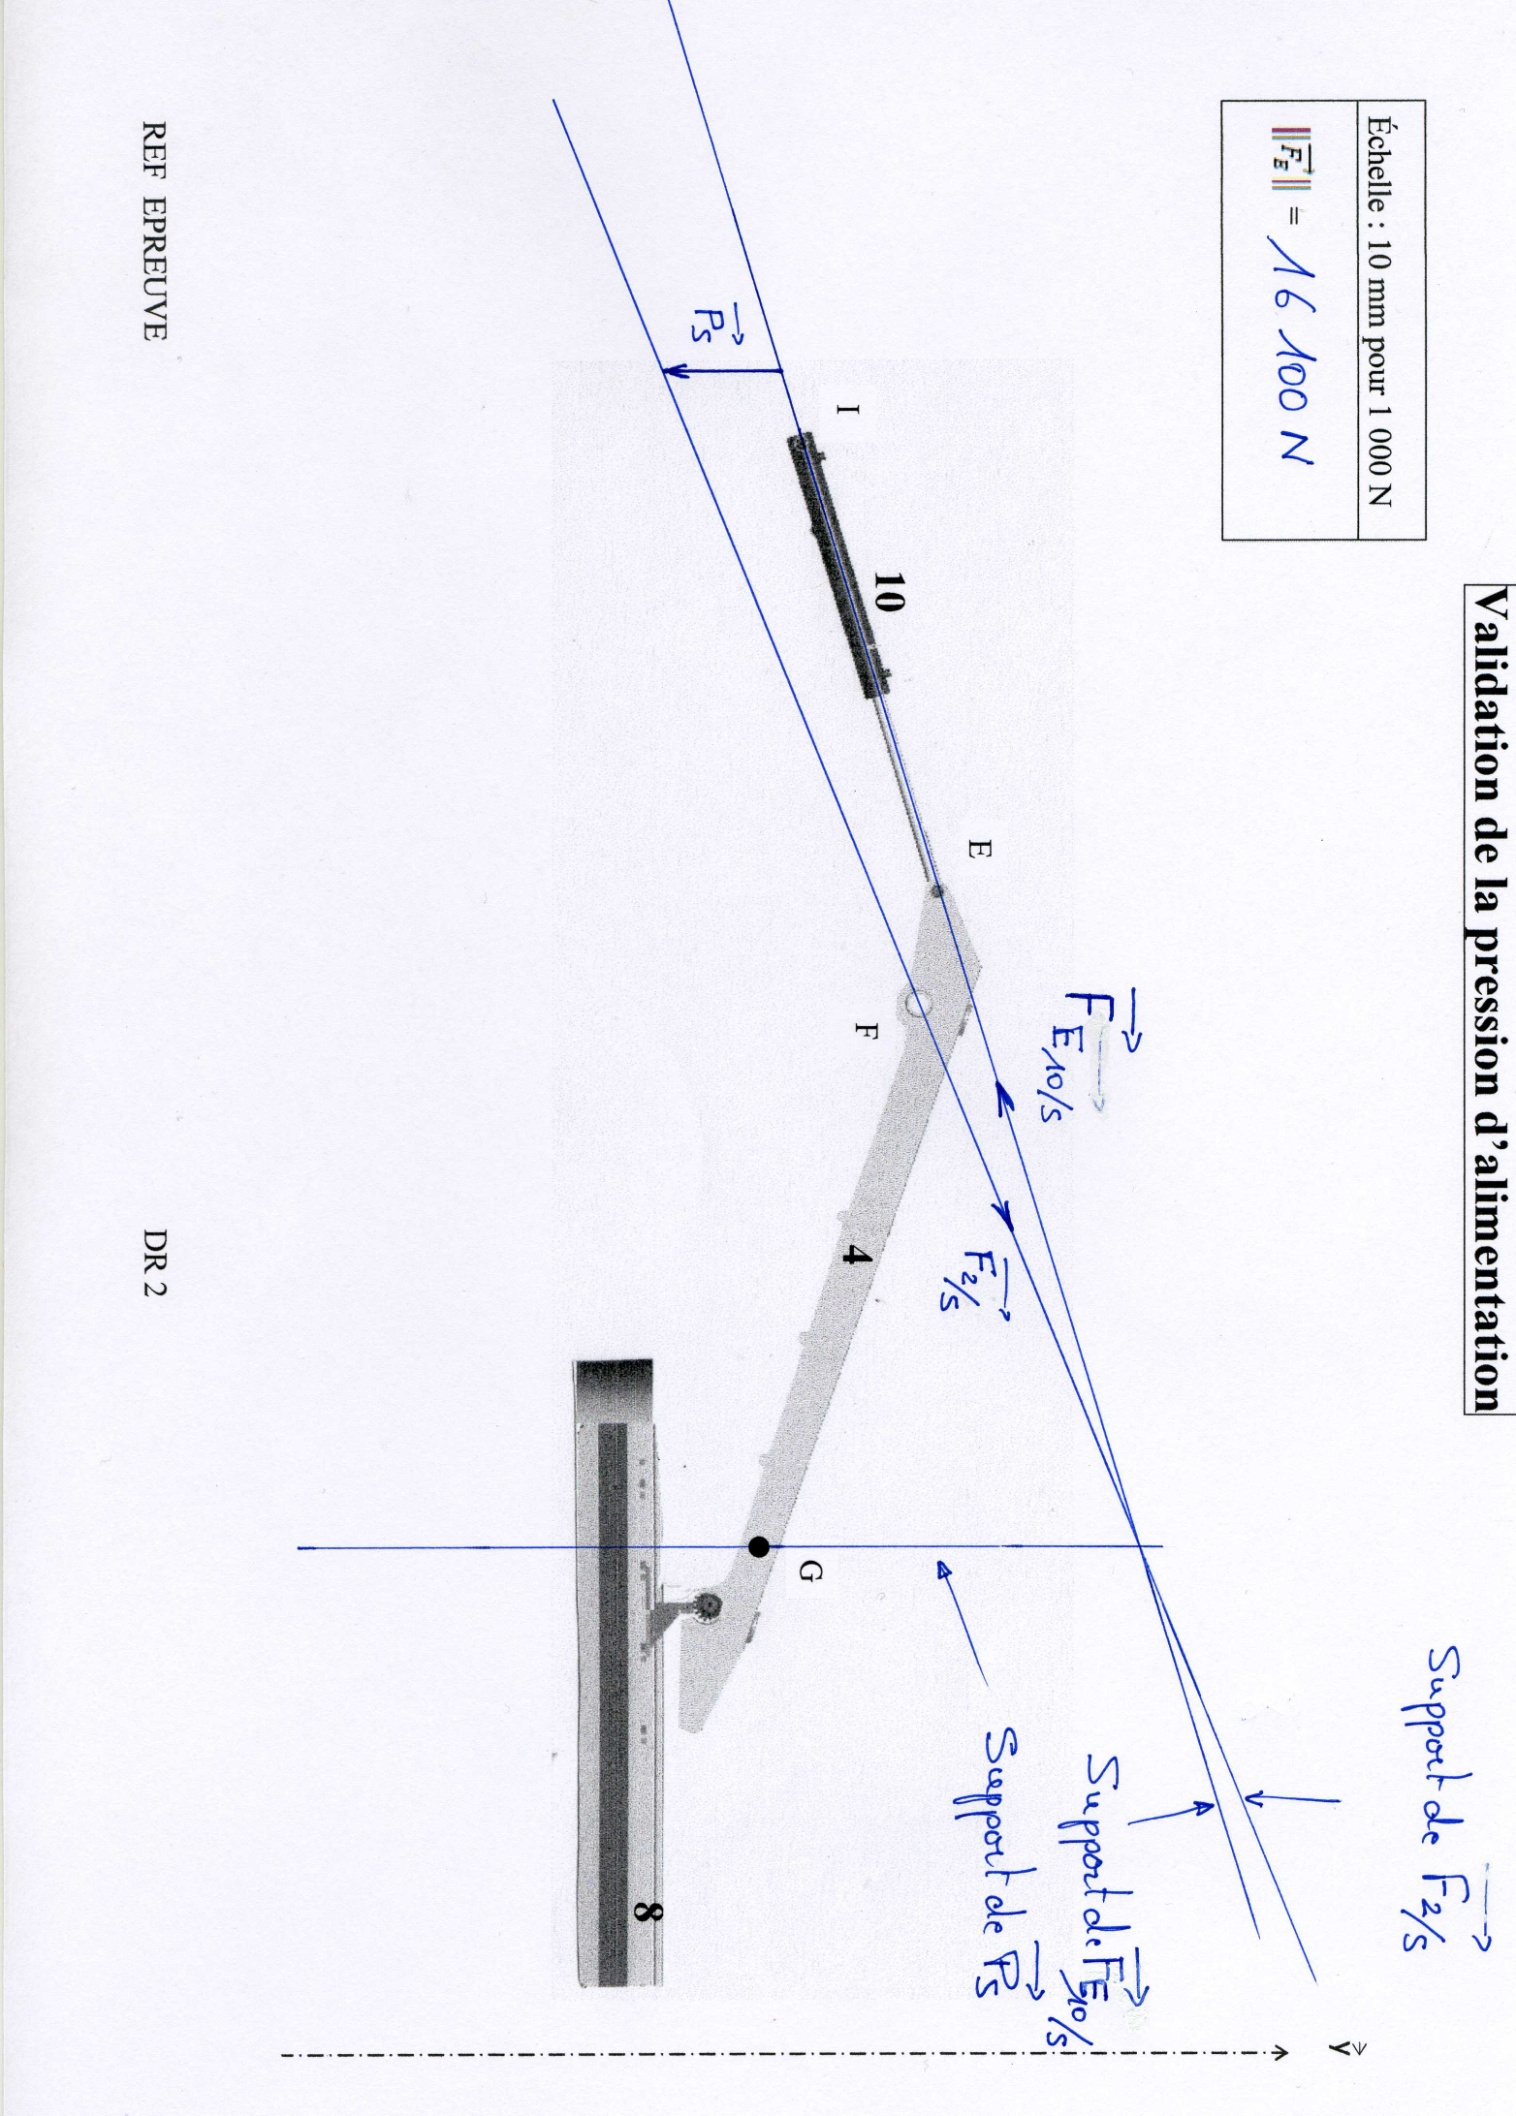 Validation de la pression d'alimentation
Échelle : 10 mm pour 1 000 N
||F⃗_E|| = 16 100 N
Support de F⃗2/s
Support de F⃗E10/s
Support de P⃗s
y⃗
F⃗E10/s
F⃗2/s
P⃗s
I
10
E
F
4
G
8
REF EPREUVE
DR 2